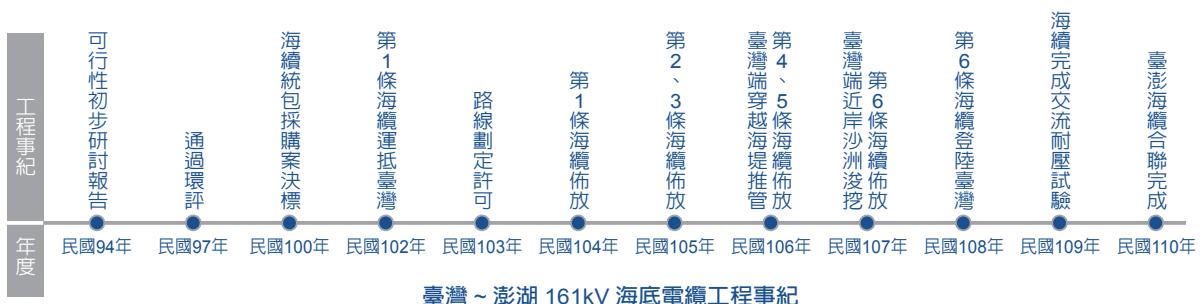 工程事紀
可行性初步研討報告
通過環評
海續統包採購案決標
第1條海纜運抵臺灣
路線劃定許可
第1條海纜佈放
第2、3條海纜佈放
第4、5條海纜佈放
臺灣端穿越海堤推管
第6條海續佈放
臺灣端近岸沙洲浚挖
第6條海纜登陸臺灣
海續完成交流耐壓試驗
臺澎海纜合聯完成
年度
民國94年
民國97年
民國100年
民國102年
民國103年
民國104年
民國105年
民國106年
民國107年
民國108年
民國109年
民國110年
臺灣 ~ 澎湖 161kV 海底電纜工程事紀